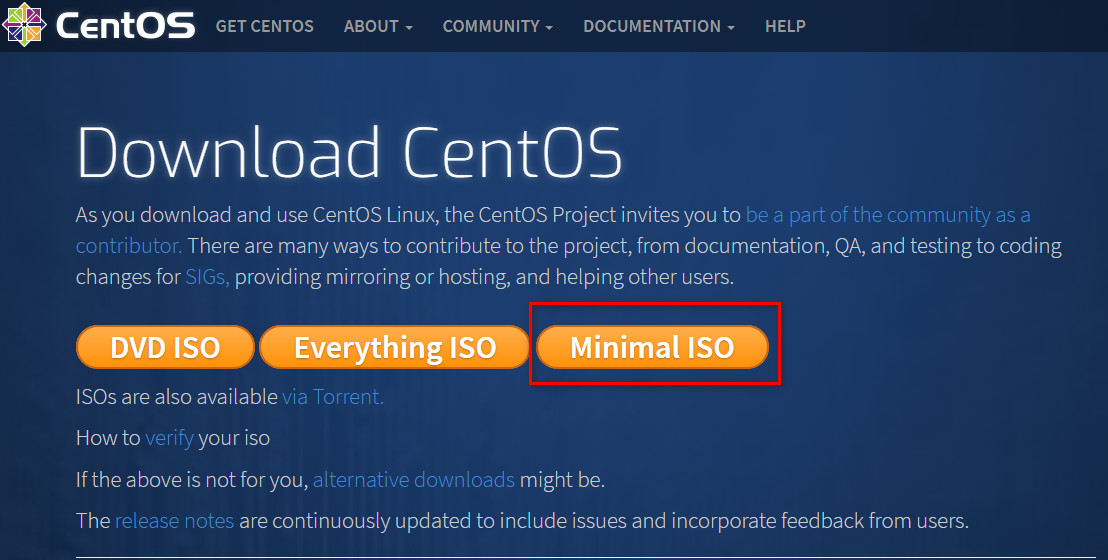 CentOS GET CENTOS ABOUT COMMUNITY DOCUMENTATION HELP
Download CentOS
As you download and use CentOS Linux, the CentOS Project invites you to be a part of the community as a
contributor. There are many ways to contribute to the project, from documentation, QA, and testing to coding
changes for SIGs, providing mirroring or hosting, and helping other users.
DVD ISO Everything ISO Minimal ISO
ISOs are also available via Torrent.
How to verify your iso
If the above is not for you, alternative downloads might be.
The release notes are continuously updated to include issues and incorporate feedback from users.